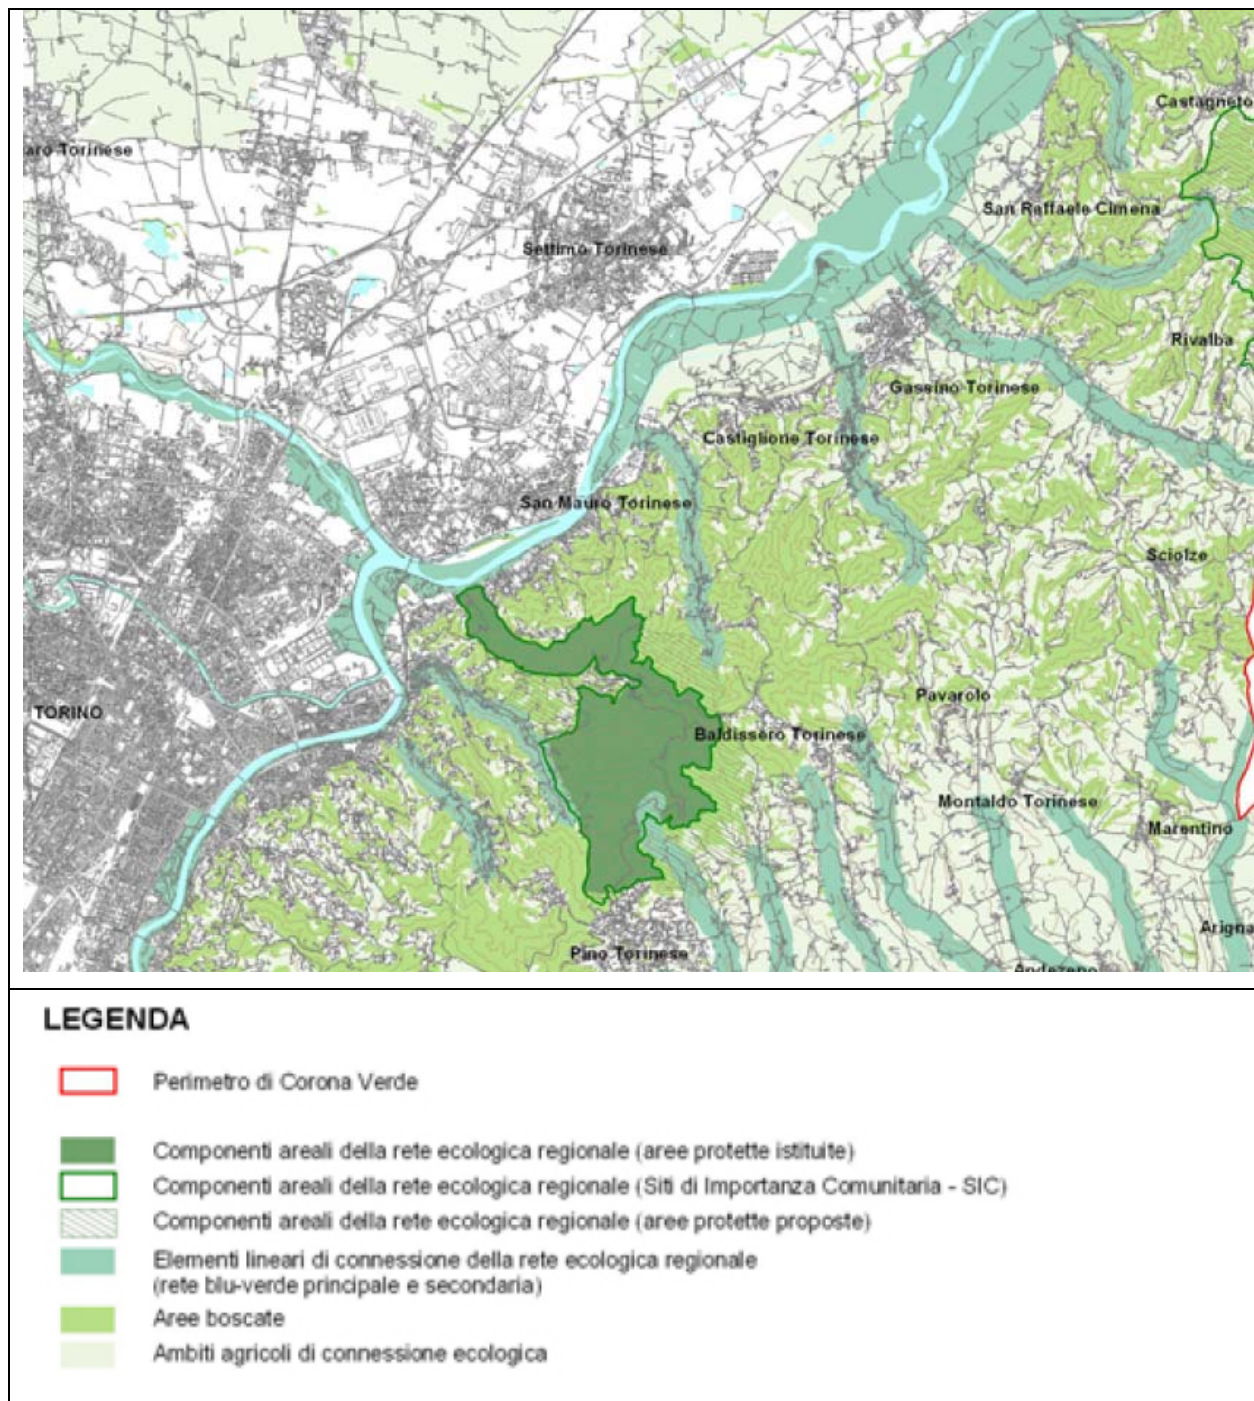 Castagneto
aro Torinese
San Raffaele Cimena
Settimo Torinese
Rivalba
Gassino Torinese
Castiglione Torinese
San Mauro Torinese
Sciolze
Pavarolo
TORINO
Baldissero Torinese
Montaldo Torinese
Marentino
Arigna
Pino Torinese
Andezeno
LEGENDA
Perimetro di Corona Verde
Componenti areali della rete ecologica regionale (aree protette istituite)
Componenti areali della rete ecologica regionale (Siti di Importanza Comunitaria - SIC)
Componenti areali della rete ecologica regionale (aree protette proposte)
Elementi lineari di connessione della rete ecologica regionale
(rete blu-verde principale e secondaria)
Aree boscate
Ambiti agricoli di connessione ecologica